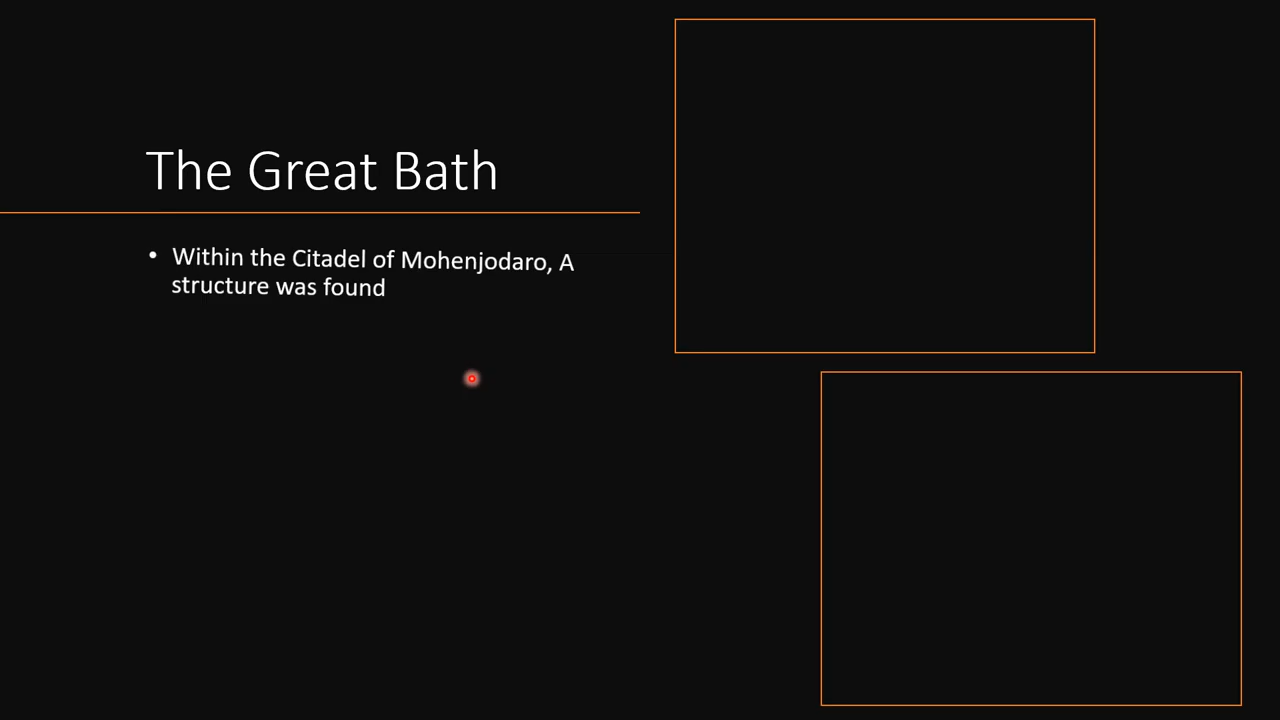 The Great Bath
• Within the Citadel of Mohenjodaro, A
structure was found